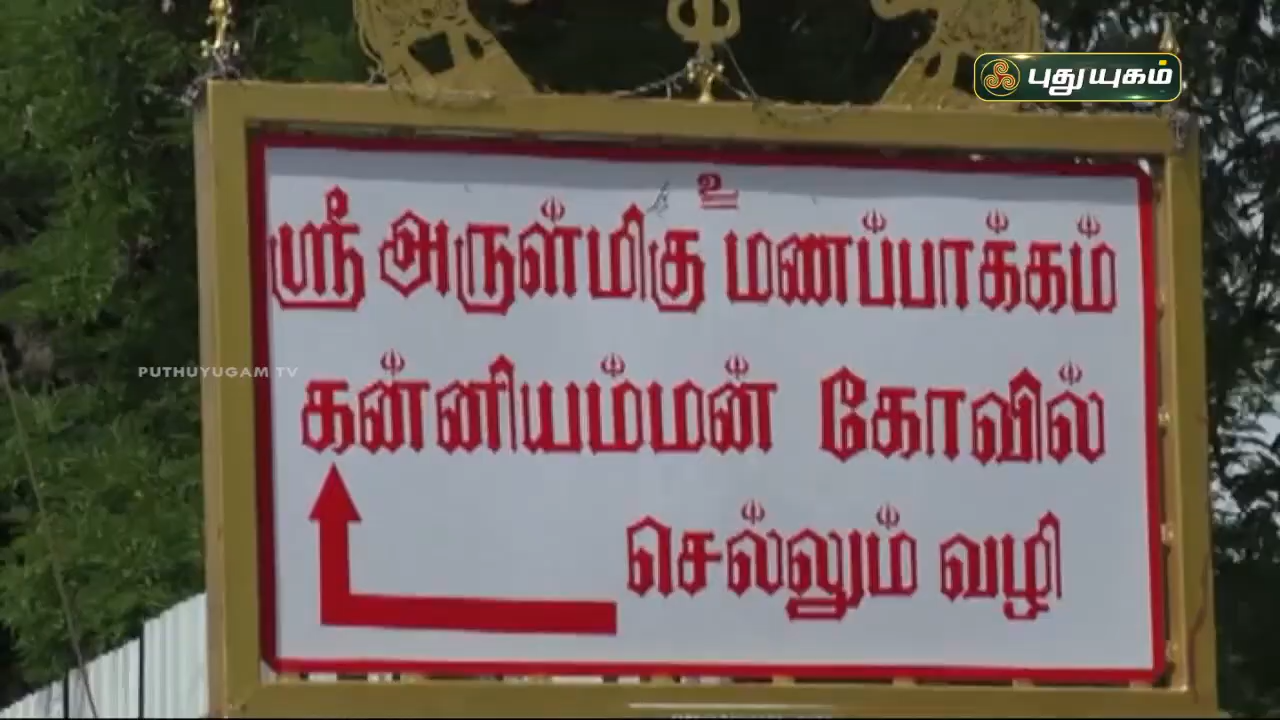 புதுயுகம்
உ
ஸ்ரீ அருள்மிகு மணப்பாக்கம்
PUTHUYUGAM TV
கன்னியம்மன் கோவில்
செல்லும் வழி